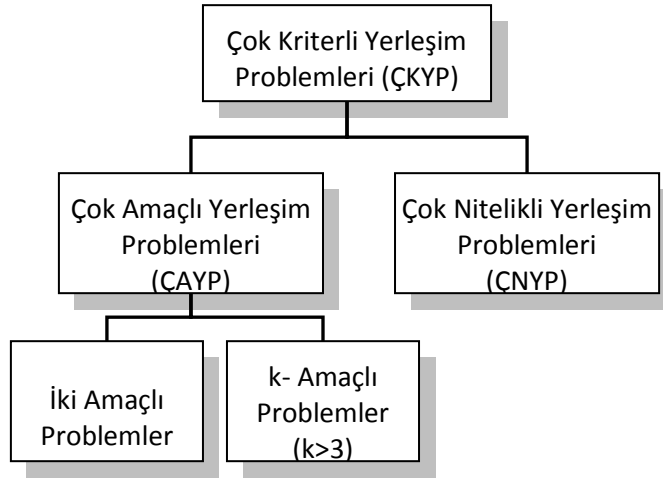 Çok Kriterli Yerleşim
Problemleri (ÇKYP)
Çok Amaçlı Yerleşim
Problemleri
(ÇAYP)
Çok Nitelikli Yerleşim
Problemleri
(ÇNYP)
İki Amaçlı
Problemler
k- Amaçlı
Problemler
(k>3)